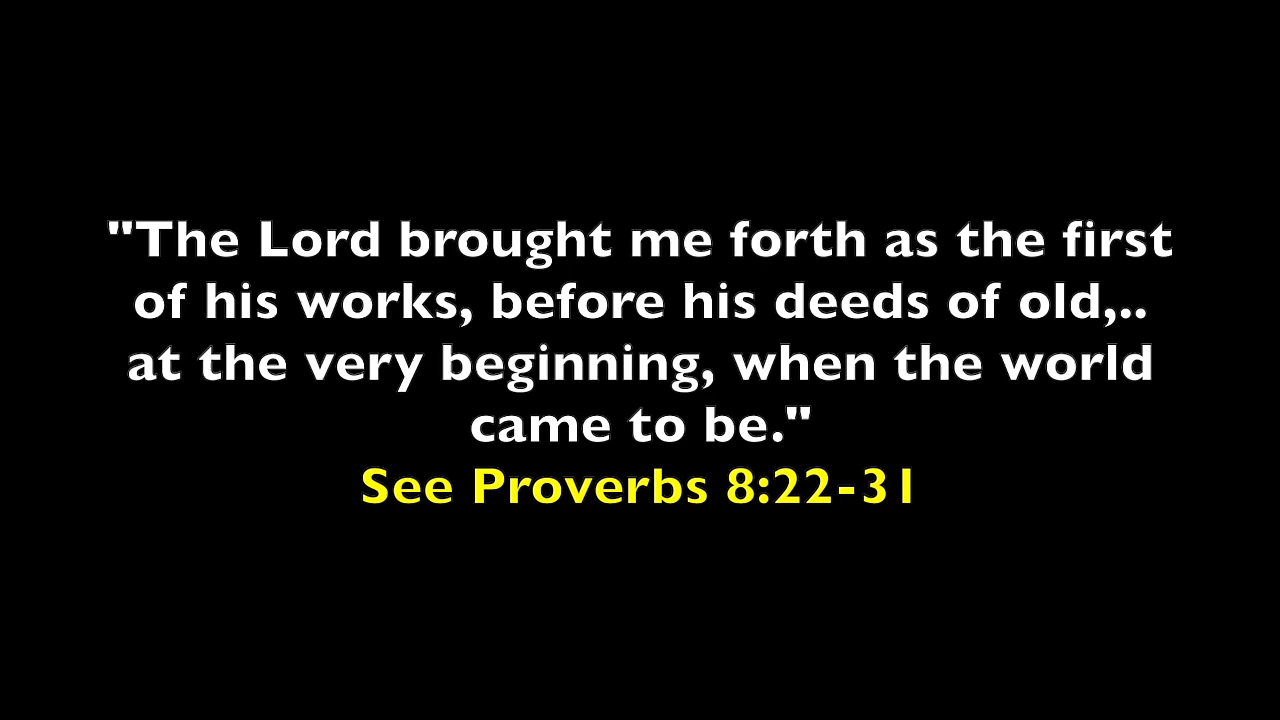 "The Lord brought me forth as the first
of his works, before his deeds of old,..
at the very beginning, when the world
came to be."
See Proverbs 8:22-31